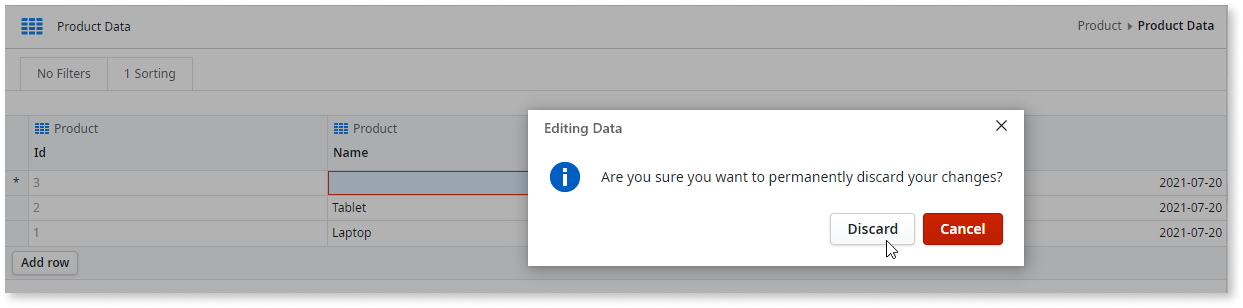 Product Data
Product ▸ Product Data
No Filters
1 Sorting
Product
Product
Id
Name
* 3
2021-07-20
2
Tablet
2021-07-20
1
Laptop
2021-07-20
Add row
Editing Data
Are you sure you want to permanently discard your changes?
Discard
Cancel